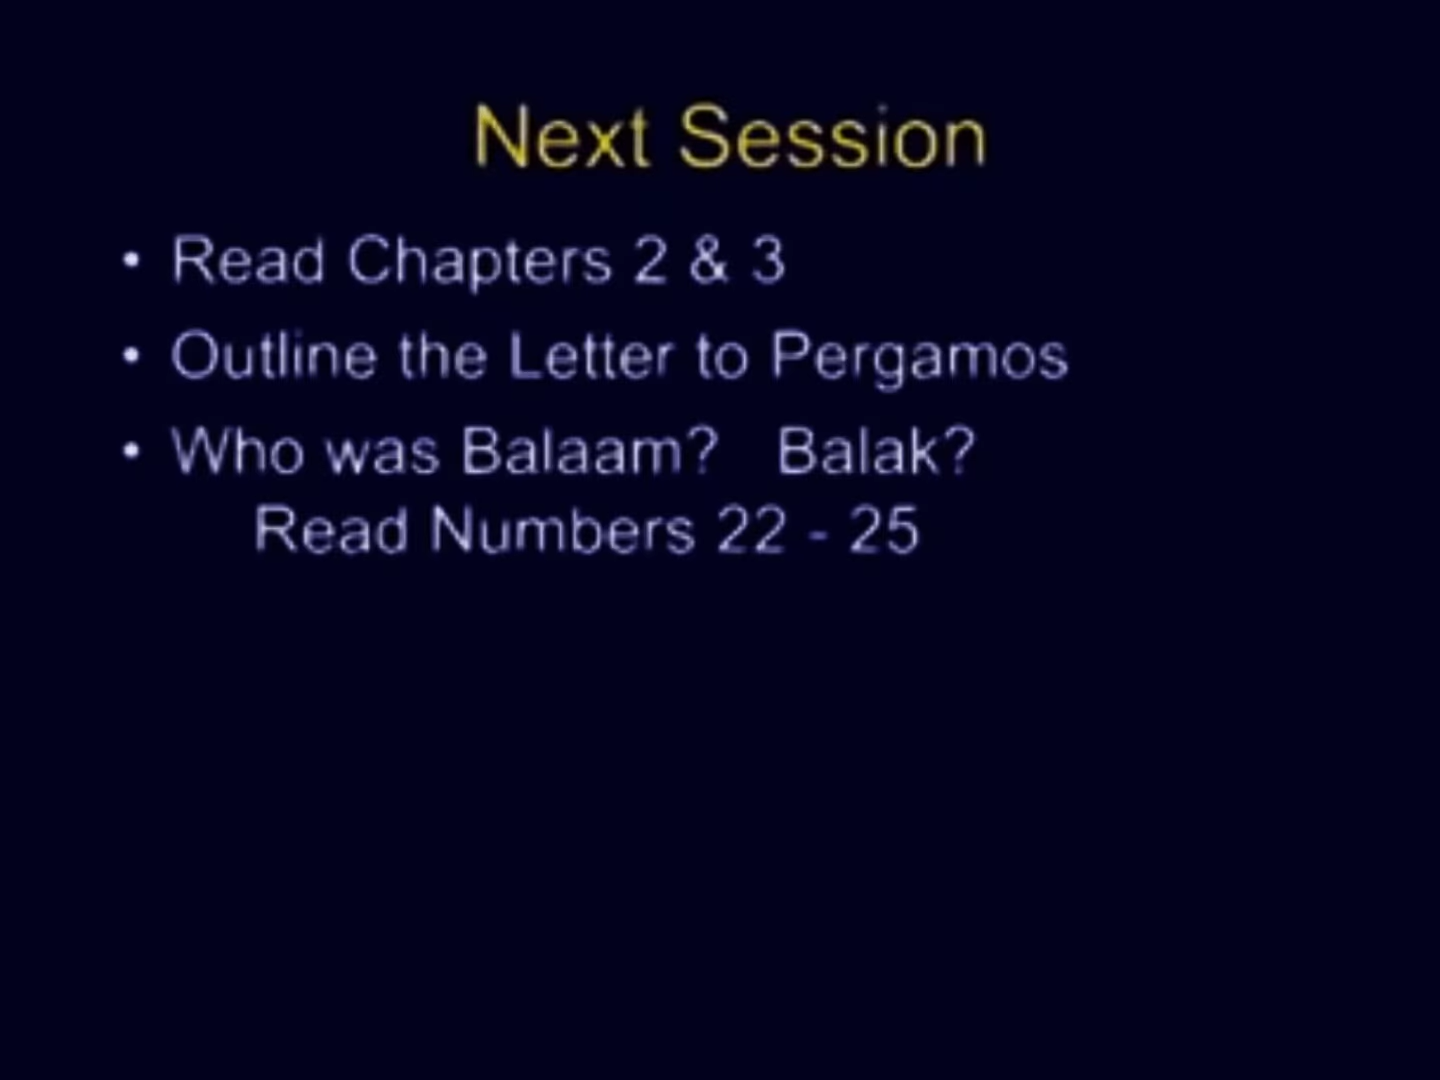 Next Session
• Read Chapters 2 & 3
• Outline the Letter to Pergamos
• Who was Balaam? Balak?
Read Numbers 22 - 25